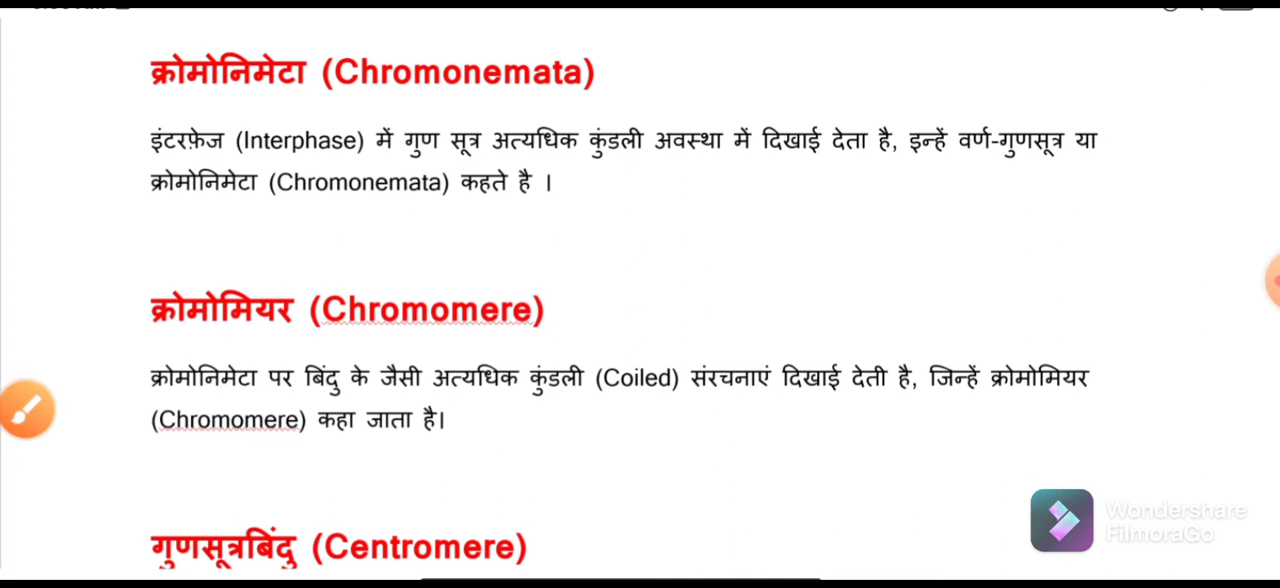 क्रोमोनिमेटा (Chromonemata)
इंटरफ़ेज (Interphase) में गुण सूत्र अत्यधिक कुंडली अवस्था में दिखाई देता है, इन्हें वर्ण-गुणसूत्र या
क्रोमोनिमेटा (Chromonemata) कहते है ।
क्रोमोमियर (Chromomere)
क्रोमोनिमेटा पर बिंदु के जैसी अत्यधिक कुंडली (Coiled) संरचनाएं दिखाई देती है, जिन्हें क्रोमोमियर
(Chromomere) कहा जाता है।
गुणसूत्रबिंदु (Centromere)
Wondershare
FilmoraGo